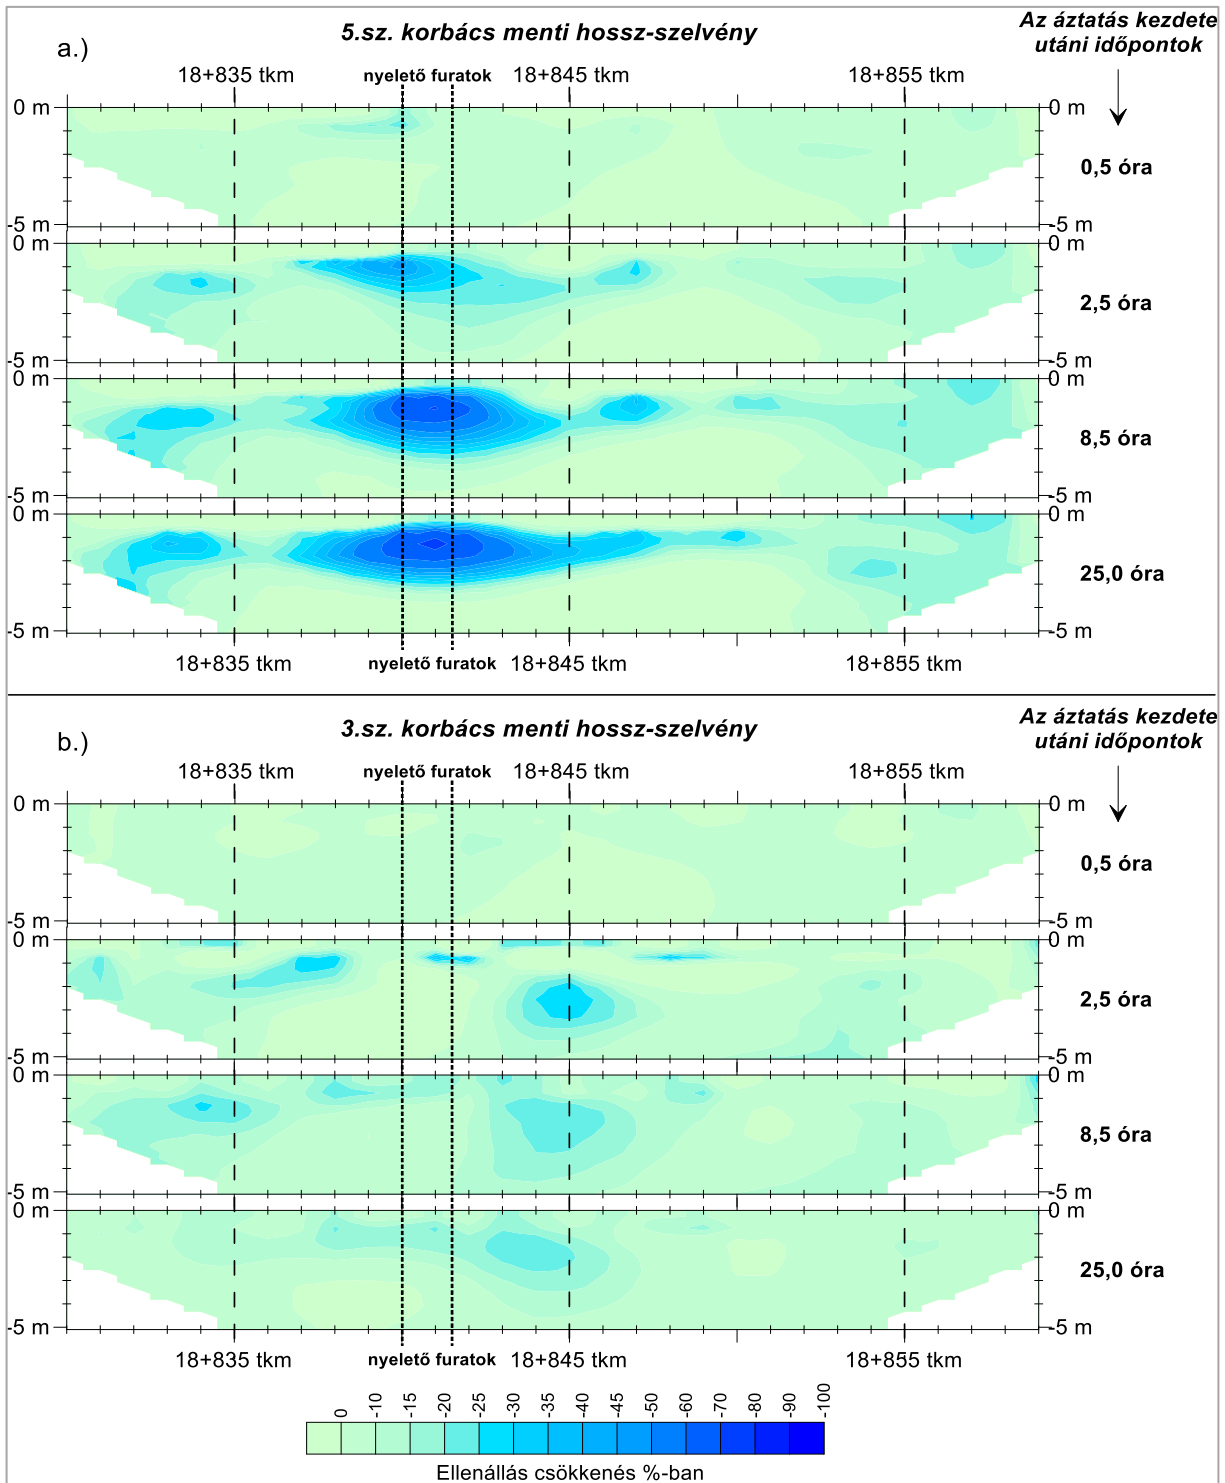 a.)
5.sz. korbács menti hossz-szelvény
Az áztatás kezdete
utáni időpontok
18+835 tkm
nyelető furatok
18+845 tkm
18+855 tkm
0 m
0 m
0,5 óra
-5 m
-5 m
0 m
0 m
2,5 óra
-5 m
-5 m
0 m
0 m
8,5 óra
-5 m
-5 m
0 m
0 m
25,0 óra
-5 m
-5 m
18+835 tkm
nyelető furatok
18+845 tkm
18+855 tkm
b.)
3.sz. korbács menti hossz-szelvény
Az áztatás kezdete
utáni időpontok
18+835 tkm
nyelető furatok
18+845 tkm
18+855 tkm
0 m
0 m
0,5 óra
-5 m
-5 m
0 m
0 m
2,5 óra
-5 m
-5 m
0 m
0 m
8,5 óra
-5 m
-5 m
0 m
0 m
25,0 óra
-5 m
-5 m
18+835 tkm
nyelető furatok
18+845 tkm
18+855 tkm
0 -10 -15 -20 -25 -30 -35 -40 -45 -50 -60 -70 -80 -90 -100
Ellenállás csökkenés %-ban